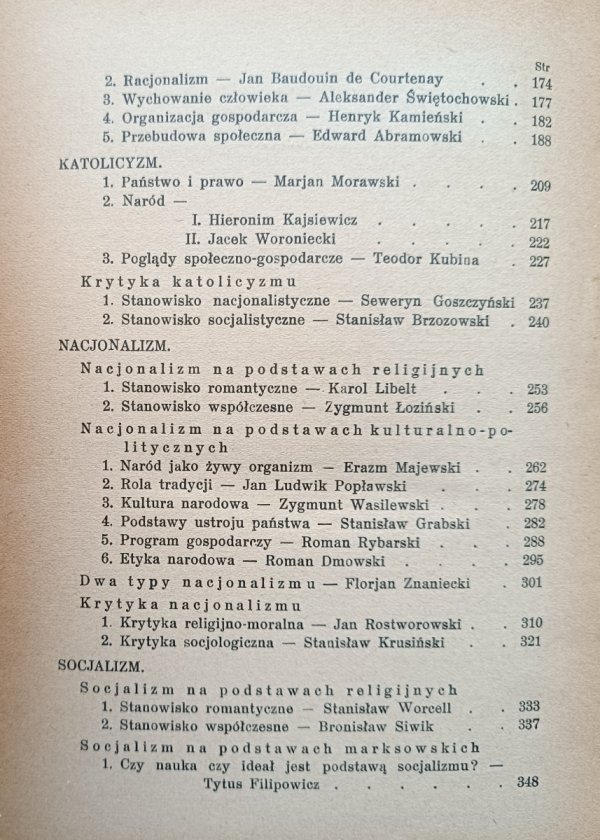 Str
2. Racjonalizm — Jan Baudouin de Courtenay . . 174
3. Wychowanie człowieka — Aleksander Świętochowski . 177
4. Organizacja gospodarcza — Henryk Kamieński . . 182
5. Przebudowa społeczna — Edward Abramowski . . 188
KATOLICYZM.
1. Państwo i prawo — Marjan Morawski . . . . 209
2. Naród —
I. Hieronim Kajsiewicz . . . . . 217
II. Jacek Woroniecki . . . . . 222
3. Poglądy społeczno-gospodarcze — Teodor Kubina . 227
Krytyka katolicyzmu
1. Stanowisko nacjonalistyczne — Seweryn Goszczyński 237
2. Stanowisko socjalistyczne — Stanisław Brzozowski . 240
NACJONALIZM.
Nacjonalizm na podstawach religijnych
1. Stanowisko romantyczne — Karol Libelt . . . 253
2. Stanowisko współczesne — Zygmunt Łoziński . . 256
Nacjonalizm na podstawach kulturalno-po-
litycznych
1. Naród jako żywy organizm — Erazm Majewski . . 262
2. Rola tradycji — Jan Ludwik Popławski . . . 274
3. Kultura narodowa — Zygmunt Wasilewski . . . 278
4. Podstawy ustroju państwa — Stanisław Grabski . . 282
5. Program gospodarczy — Roman Rybarski . . . 288
6. Etyka narodowa — Roman Dmowski . . . . 295
Dwa typy nacjonalizmu — Florjan Znaniecki . 301
Krytyka nacjonalizmu
1. Krytyka religijno-moralna — Jan Rostworowski . . 310
2. Krytyka socjologiczna — Stanisław Krusiński . . 321
SOCJALIZM.
Socjalizm na podstawach religijnych
1. Stanowisko romantyczne — Stanisław Worcell . . 333
2. Stanowisko współczesne — Bronisław Siwik . . 337
Socjalizm na podstawach marksowskich
1. Czy nauka czy ideał jest podstawą socjalizmu? —
Tytus Filipowicz . . . . . . 348